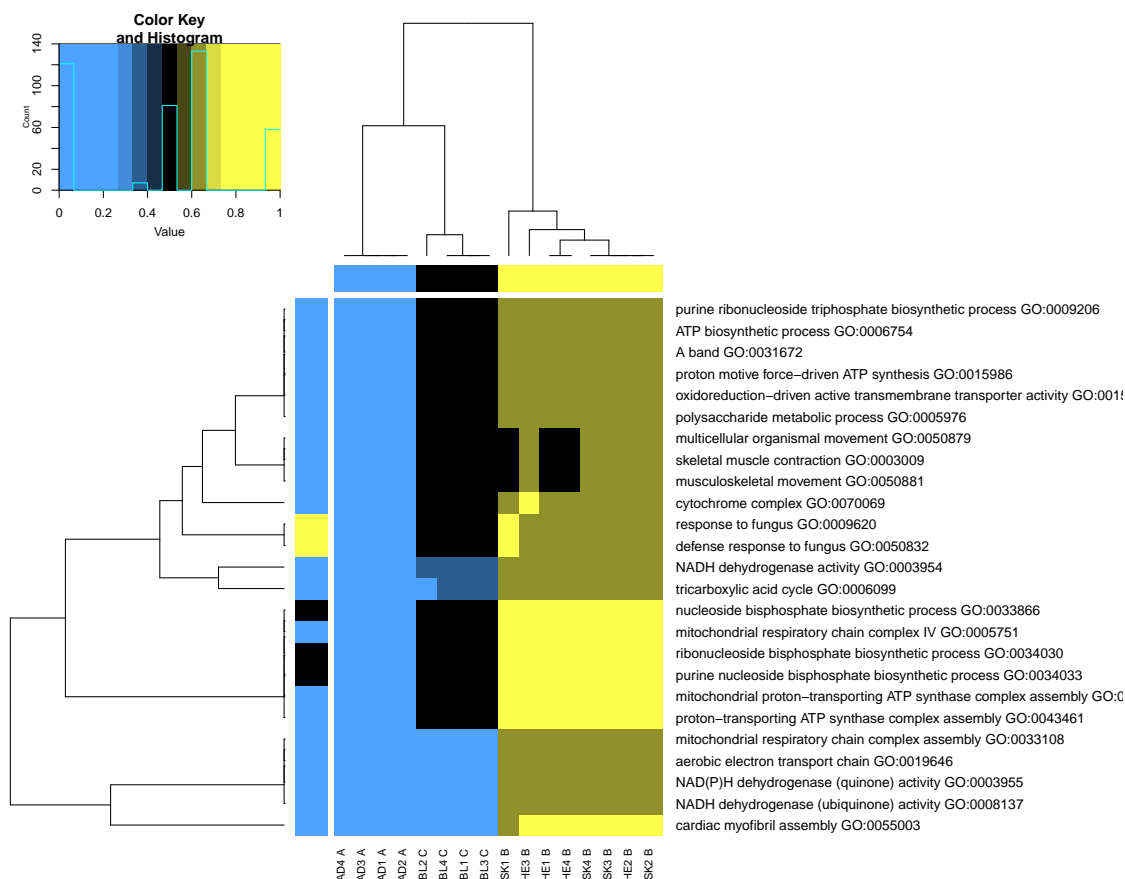 Color Key
and Histogram
Count
0
20
60
100
140
0
0.2
0.4
0.6
0.8
1
Value
purine ribonucleoside triphosphate biosynthetic process GO:0009206
ATP biosynthetic process GO:0006754
A band GO:0031672
proton motive force−driven ATP synthesis GO:0015986
oxidoreduction−driven active transmembrane transporter activity GO:001
polysaccharide metabolic process GO:0005976
multicellular organismal movement GO:0050879
skeletal muscle contraction GO:0003009
musculoskeletal movement GO:0050881
cytochrome complex GO:0070069
response to fungus GO:0009620
defense response to fungus GO:0050832
NADH dehydrogenase activity GO:0003954
tricarboxylic acid cycle GO:0006099
nucleoside bisphosphate biosynthetic process GO:0033866
mitochondrial respiratory chain complex IV GO:0005751
ribonucleoside bisphosphate biosynthetic process GO:0034030
purine nucleoside bisphosphate biosynthetic process GO:0034033
mitochondrial proton−transporting ATP synthase complex assembly GO:0
proton−transporting ATP synthase complex assembly GO:0043461
mitochondrial respiratory chain complex assembly GO:0033108
aerobic electron transport chain GO:0019646
NAD(P)H dehydrogenase (quinone) activity GO:0003955
NADH dehydrogenase (ubiquinone) activity GO:0008137
cardiac myofibril assembly GO:0055003
AD4 A
AD3 A
AD1 A
AD2 A
BL2 C
BL4 C
BL1 C
BL3 C
SK1 B
HE3 B
HE1 B
HE4 B
SK4 B
SK3 B
HE2 B
SK2 B